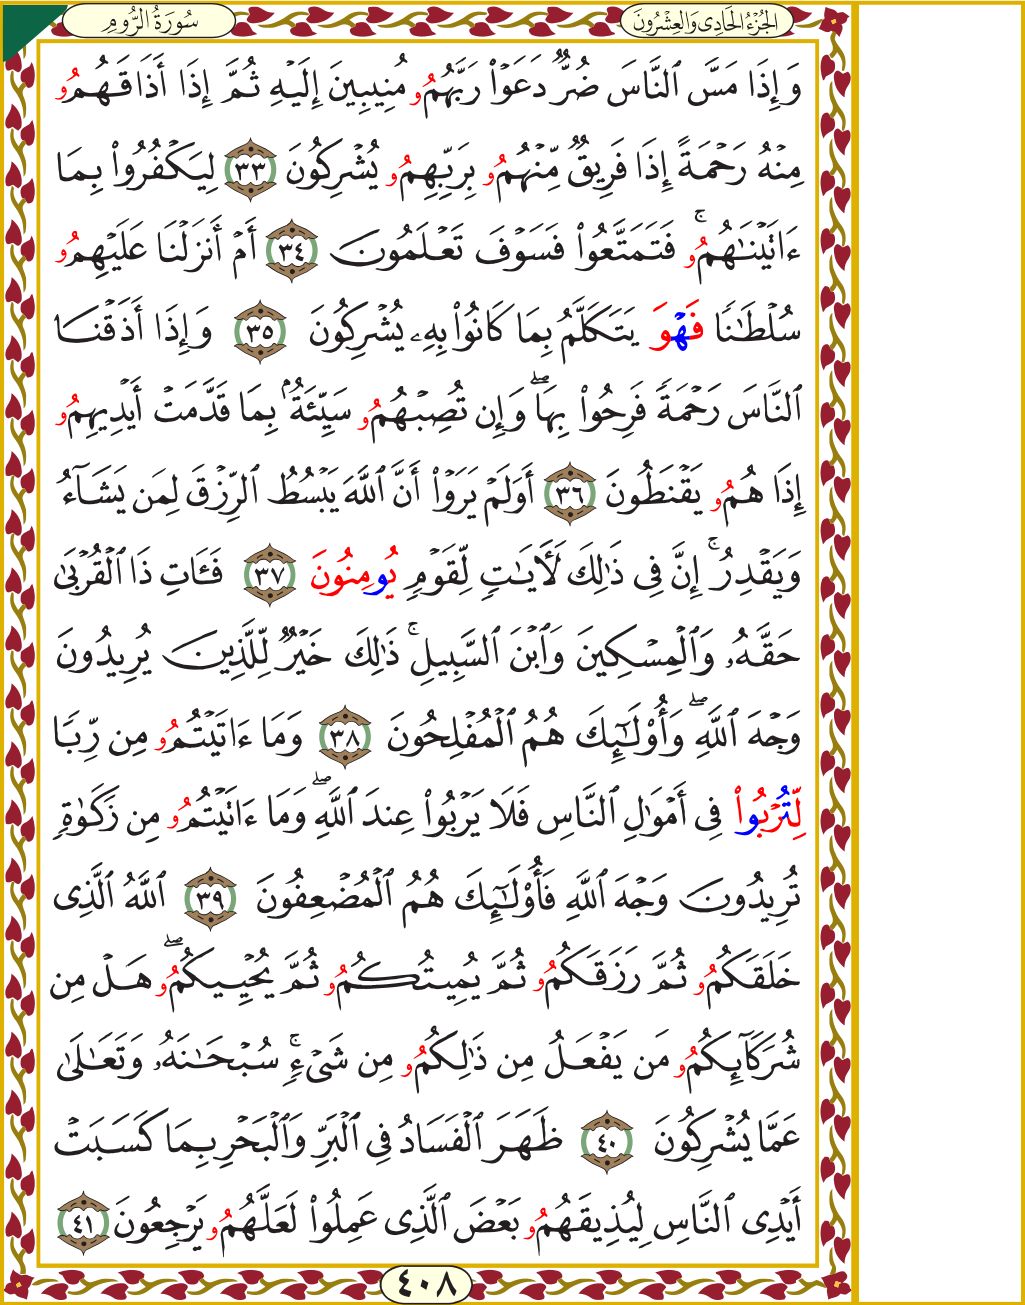 الجُزْءُ الحَادِى وَالعِشْرُونَ
سُورَةُ الرُّومِ
وَإِذَا مَسَّ ٱلنَّاسَ ضُرٌّ دَعَوْا۟ رَبَّهُمُۥ مُنِيبِينَ إِلَيْهِ ثُمَّ إِذَا أَذَاقَهُمُۥ
مِنْهُ رَحْمَةً إِذَا فَرِيقٌ مِّنْهُمُۥ بِرَبِّهِمُۥ يُشْرِكُونَ ٣٣ لِيَكْفُرُوا۟ بِمَا
ءَاتَيْنَٰهُمُۥ ۚ فَتَمَتَّعُوا۟ فَسَوْفَ تَعْلَمُونَ ٣٤ أَمْ أَنزَلْنَا عَلَيْهِمُۥ
سُلْطَٰنًا فَهْوَ يَتَكَلَّمُ بِمَا كَانُوا۟ بِهِۦ يُشْرِكُونَ ٣٥ وَإِذَا أَذَقْنَا
ٱلنَّاسَ رَحْمَةً فَرِحُوا۟ بِهَا ۖ وَإِن تُصِبْهُمُۥ سَيِّئَةٌۢ بِمَا قَدَّمَتْ أَيْدِيهِمُۥ
إِذَا هُمُۥ يَقْنَطُونَ ٣٦ أَوَلَمْ يَرَوْا۟ أَنَّ ٱللَّهَ يَبْسُطُ ٱلرِّزْقَ لِمَن يَشَآءُ
وَيَقْدِرُ ۚ إِنَّ فِى ذَٰلِكَ لَأٓيَٰتٍ لِّقَوْمٍ يُومِنُونَ ٣٧ فَـَٔاتِ ذَا ٱلْقُرْبَىٰ
حَقَّهُۥ وَٱلْمِسْكِينَ وَٱبْنَ ٱلسَّبِيلِ ۚ ذَٰلِكَ خَيْرٌ لِّلَّذِينَ يُرِيدُونَ
وَجْهَ ٱللَّهِ ۖ وَأُو۟لَٰٓئِكَ هُمُ ٱلْمُفْلِحُونَ ٣٨ وَمَا ءَاتَيْتُمُۥ مِن رِّبًا
لِّتُرْبُوا۟ فِى أَمْوَٰلِ ٱلنَّاسِ فَلَا يَرْبُوا۟ عِندَ ٱللَّهِ ۖ وَمَا ءَاتَيْتُمُۥ مِن زَكَوٰةٍ
تُرِيدُونَ وَجْهَ ٱللَّهِ فَأُو۟لَٰٓئِكَ هُمُ ٱلْمُضْعِفُونَ ٣٩ ٱللَّهُ ٱلَّذِى
خَلَقَكُمُۥ ثُمَّ رَزَقَكُمُۥ ثُمَّ يُمِيتُكُمُۥ ثُمَّ يُحْيِيكُمُۥ ۖ هَلْ مِن
شُرَكَآئِكُمُۥ مَن يَفْعَلُ مِن ذَٰلِكُمُۥ مِن شَىْءٍ ۚ سُبْحَٰنَهُۥ وَتَعَٰلَىٰ
عَمَّا يُشْرِكُونَ ٤٠ ظَهَرَ ٱلْفَسَادُ فِى ٱلْبَرِّ وَٱلْبَحْرِ بِمَا كَسَبَتْ
أَيْدِى ٱلنَّاسِ لِيُذِيقَهُمُۥ بَعْضَ ٱلَّذِى عَمِلُوا۟ لَعَلَّهُمُۥ يَرْجِعُونَ ٤١
٤٠٨